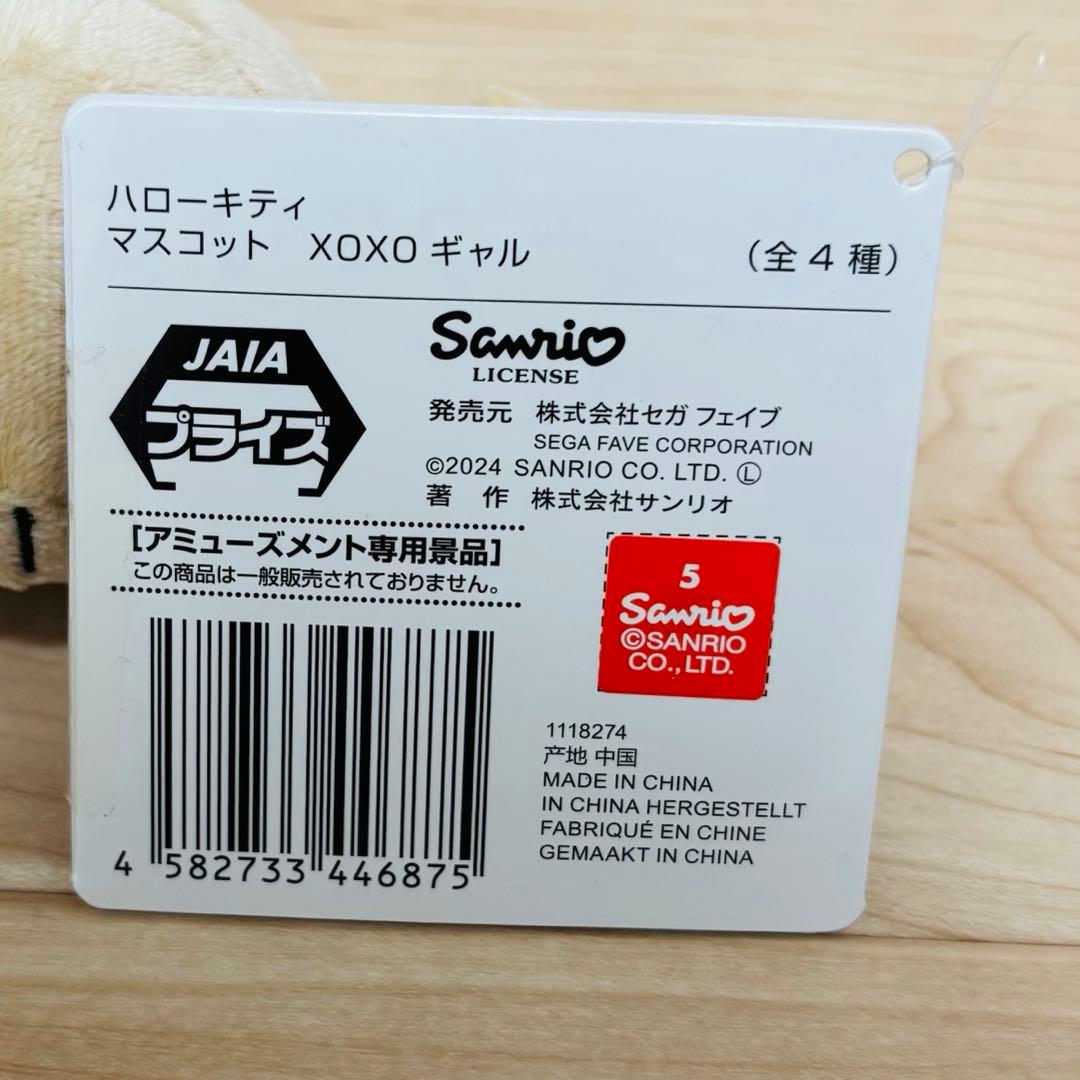 ハローキティ
マスコット　XOXO ギャル　（全 4 種）
JAIA
プライズ
Sanrio
LICENSE
発売元　株式会社セガ フェイブ
SEGA FAVE CORPORATION
©2024 SANRIO CO. LTD. Ⓛ
著　作　株式会社サンリオ
[アミューズメント専用景品]
この商品は一般販売されておりません。
5
Sanrio
©SANRIO
CO., LTD.
4 582733 446875
1118274
产地 中国
MADE IN CHINA
IN CHINA HERGESTELLT
FABRIQUÉ EN CHINE
GEMAAKT IN CHINA